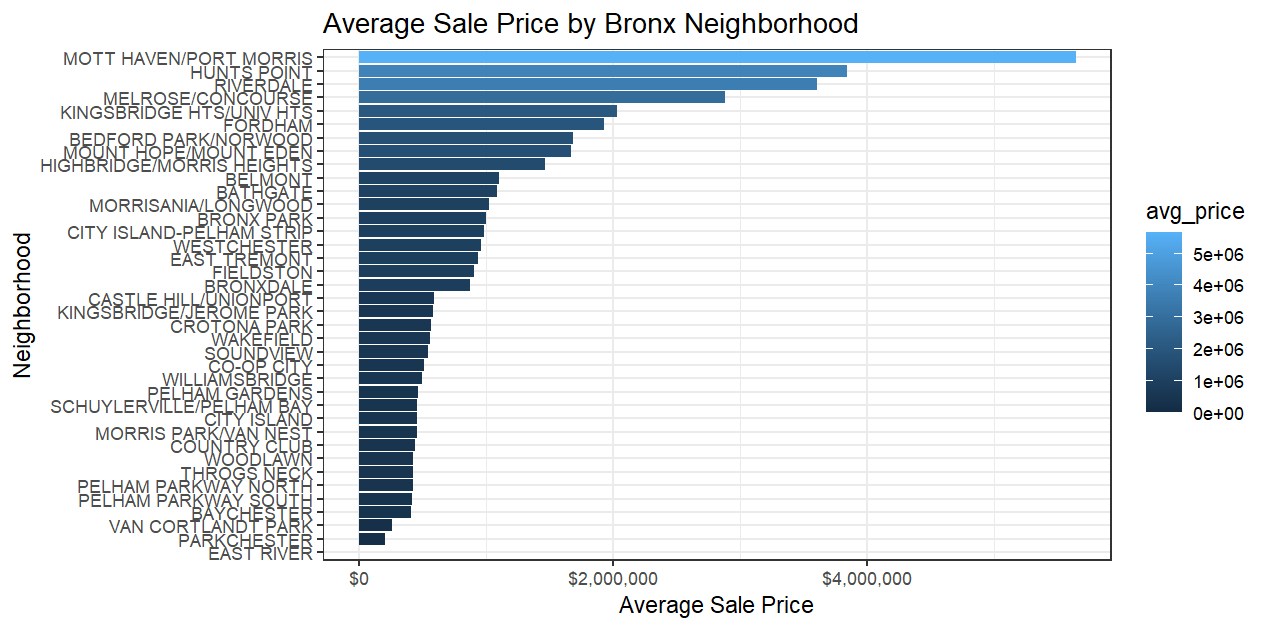 Average Sale Price by Bronx Neighborhood
MOTT HAVEN/PORT MORRIS
HUNTS POINT
RIVERDALE
MELROSE/CONCOURSE
KINGSBRIDGE HTS/UNIV HTS
FORDHAM
BEDFORD PARK/NORWOOD
MOUNT HOPE/MOUNT EDEN
HIGHBRIDGE/MORRIS HEIGHTS
BELMONT
BATHGATE
MORRISANIA/LONGWOOD
BRONX PARK
CITY ISLAND-PELHAM STRIP
WESTCHESTER
EAST TREMONT
FIELDSTON
BRONXDALE
CASTLE HILL/UNIONPORT
KINGSBRIDGE/JEROME PARK
CROTONA PARK
WAKEFIELD
SOUNDVIEW
CO-OP CITY
WILLIAMSBRIDGE
PELHAM GARDENS
SCHUYLERVILLE/PELHAM BAY
CITY ISLAND
MORRIS PARK/VAN NEST
COUNTRY CLUB
WOODLAWN
THROGS NECK
PELHAM PARKWAY NORTH
PELHAM PARKWAY SOUTH
BAYCHESTER
VAN CORTLANDT PARK
PARKCHESTER
EAST RIVER
Neighborhood
$0
$2,000,000
$4,000,000
Average Sale Price
avg_price
5e+06
4e+06
3e+06
2e+06
1e+06
0e+00